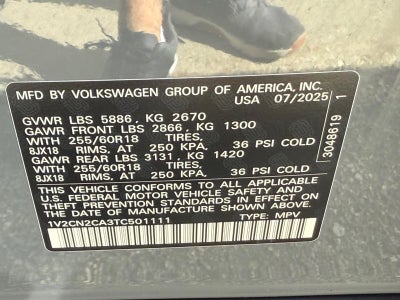 MFD BY VOLKSWAGEN GROUP OF AMERICA, INC.
USA 07/2025
GVWR LBS 5886, KG 2670
GAWR FRONT LBS 2866, KG 1300
WITH 255/60R18 TIRES,
8JX18 RIMS, AT 250 KPA. 36 PSI COLD
GAWR REAR LBS 3131, KG 1420
WITH 255/60R18 TIRES,
8JX18 RIMS, AT 250 KPA. 36 PSI COLD
THIS VEHICLE CONFORMS TO ALL APPLICABLE
U.S. FEDERAL MOTOR VEHICLE SAFETY AND
THEFT PREVENTION STANDARDS IN EFFECT ON
THE DATE OF MANUFACTURE SHOWN ABOVE.
1V2CN2CA3TC501111 TYPE: MPV
3048619 1